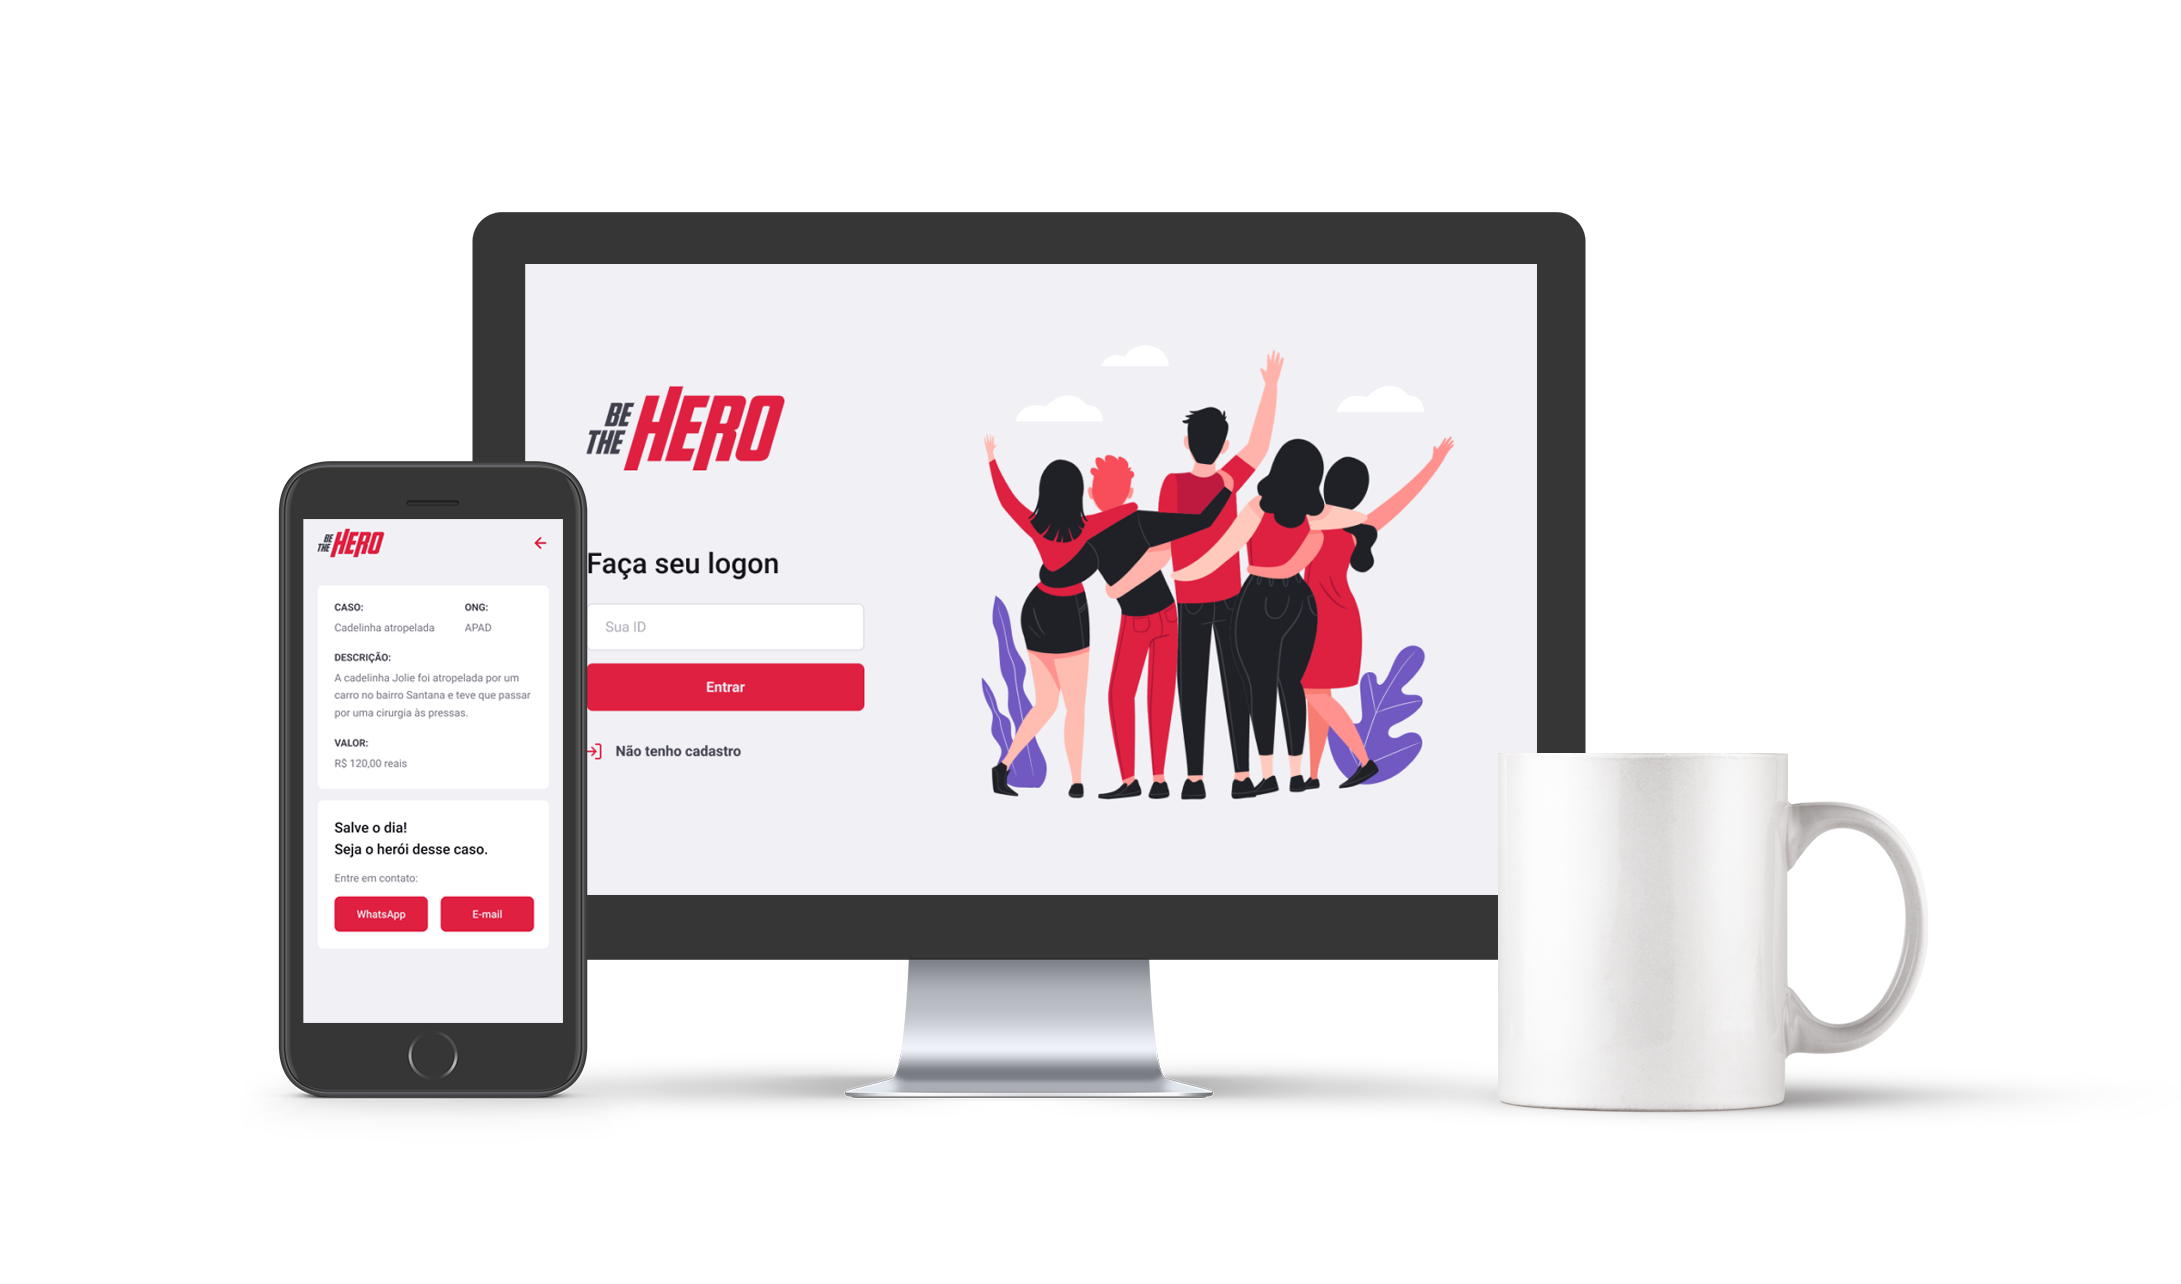 BE
THE HERO
Faça seu logon
Sua ID
Entrar
Não tenho cadastro
BE
THE HERO
CASO:
Cadelinha atropelada
ONG:
APAD
DESCRIÇÃO:
A cadelinha Jolie foi atropelada por um
carro no bairro Santana e teve que passar
por uma cirurgia às pressas.
VALOR:
R$ 120,00 reais
Salve o dia!
Seja o herói desse caso.
Entre em contato:
WhatsApp
E-mail